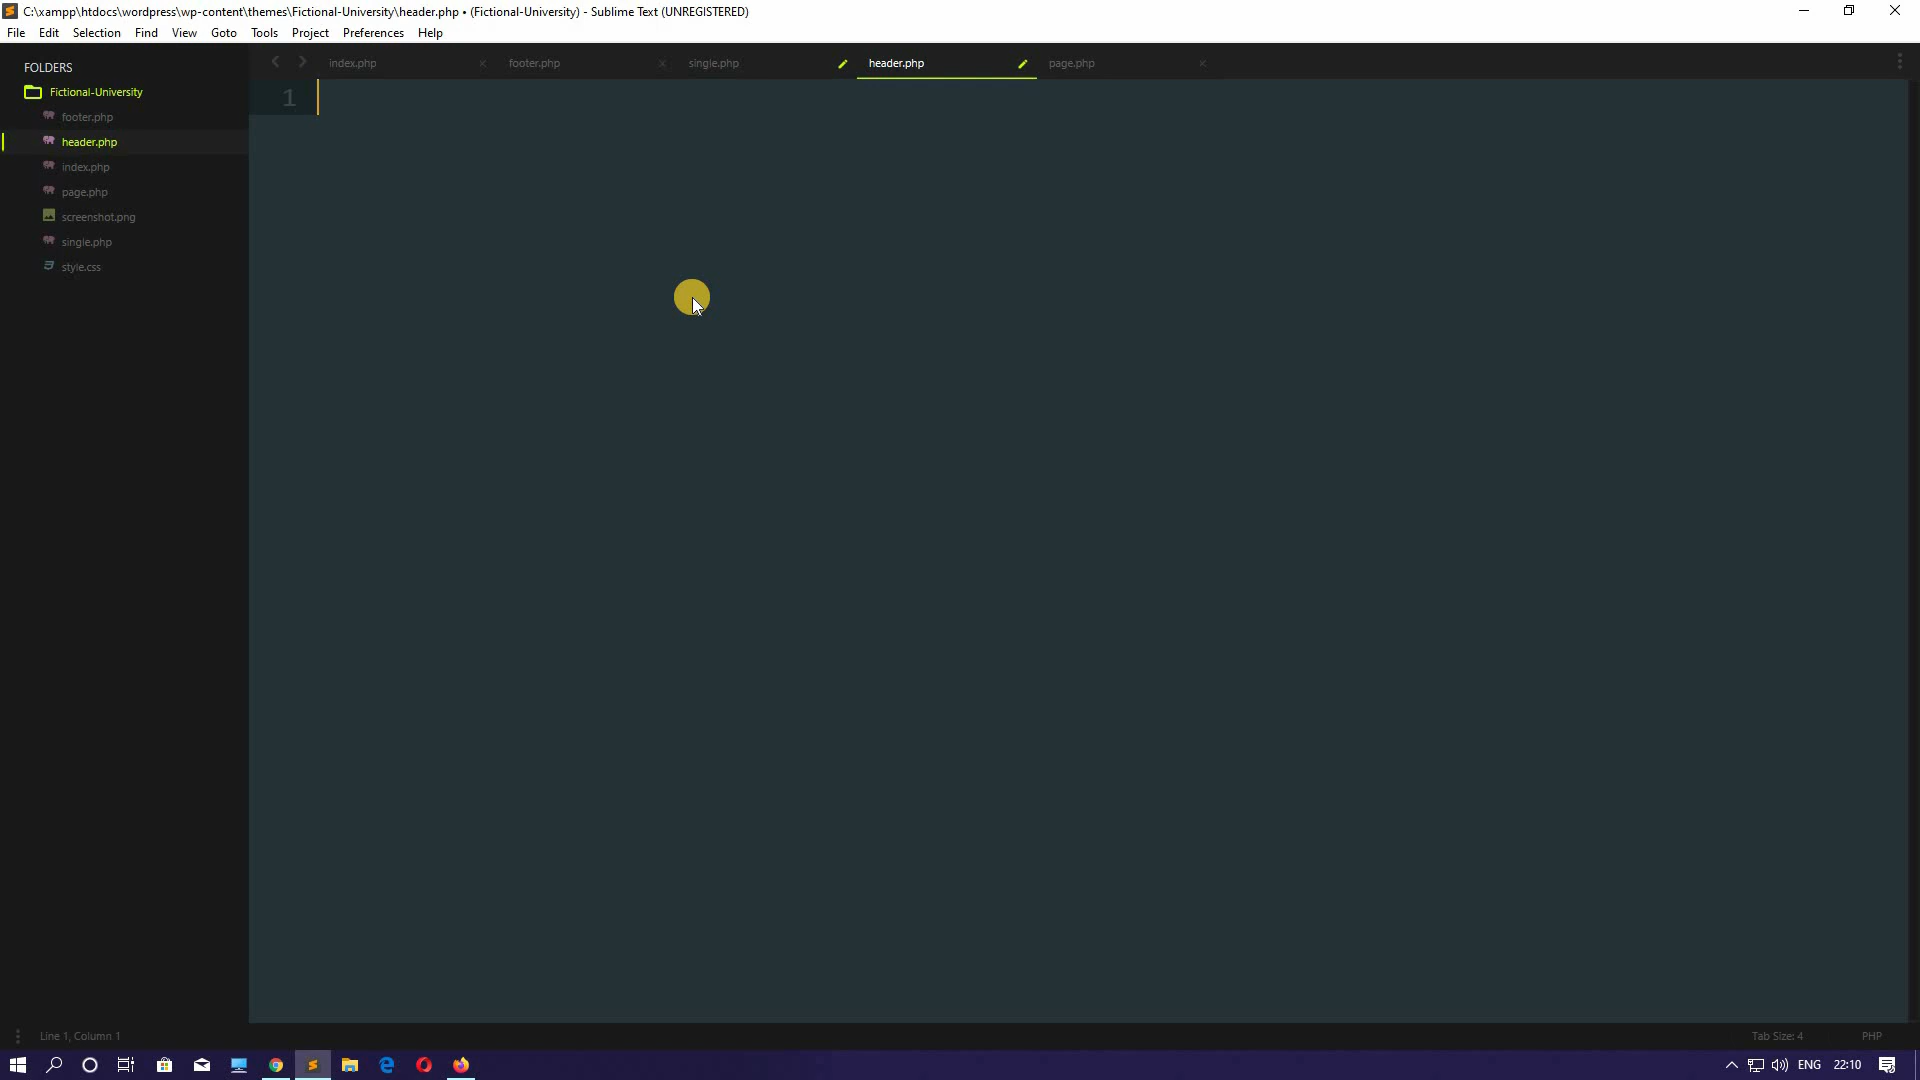 C:\xampp\htdocs\wordpress\wp-content\themes\Fictional-University\header.php • (Fictional-University) - Sublime Text (UNREGISTERED)
File Edit Selection Find View Goto Tools Project Preferences Help
FOLDERS
Fictional-University
footer.php
header.php
index.php
page.php
screenshot.png
single.php
style.css
index.php footer.php single.php header.php page.php
1
Line 1, Column 1
Tab Size: 4 PHP
ENG 22:10